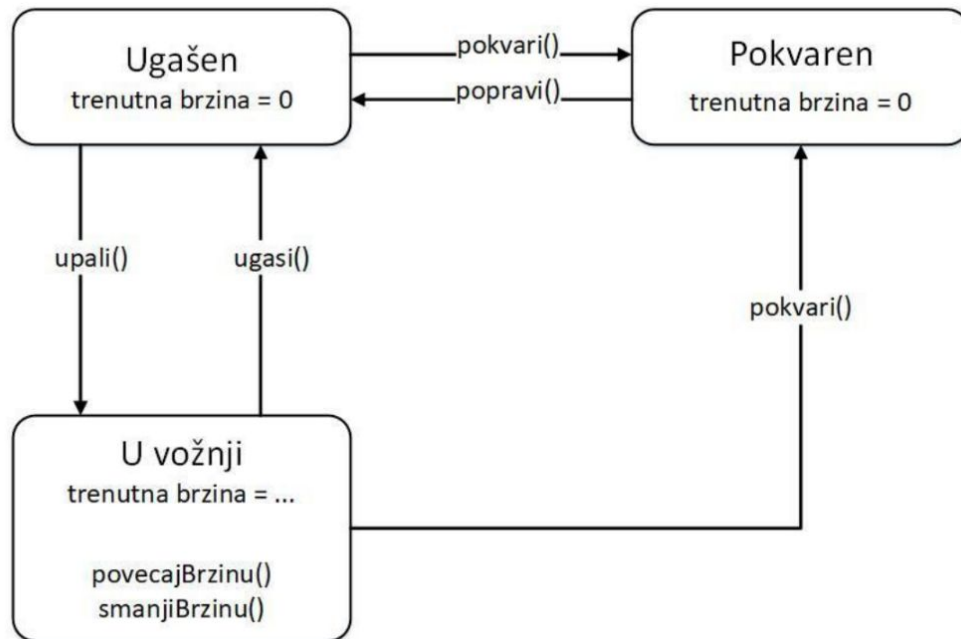 Ugašen
trenutna brzina = 0
pokvari()
popravi()
Pokvaren
trenutna brzina = 0
upali()
ugasi()
pokvari()
U vožnji
trenutna brzina = ...
povecajBrzinu()
smanjiBrzinu()